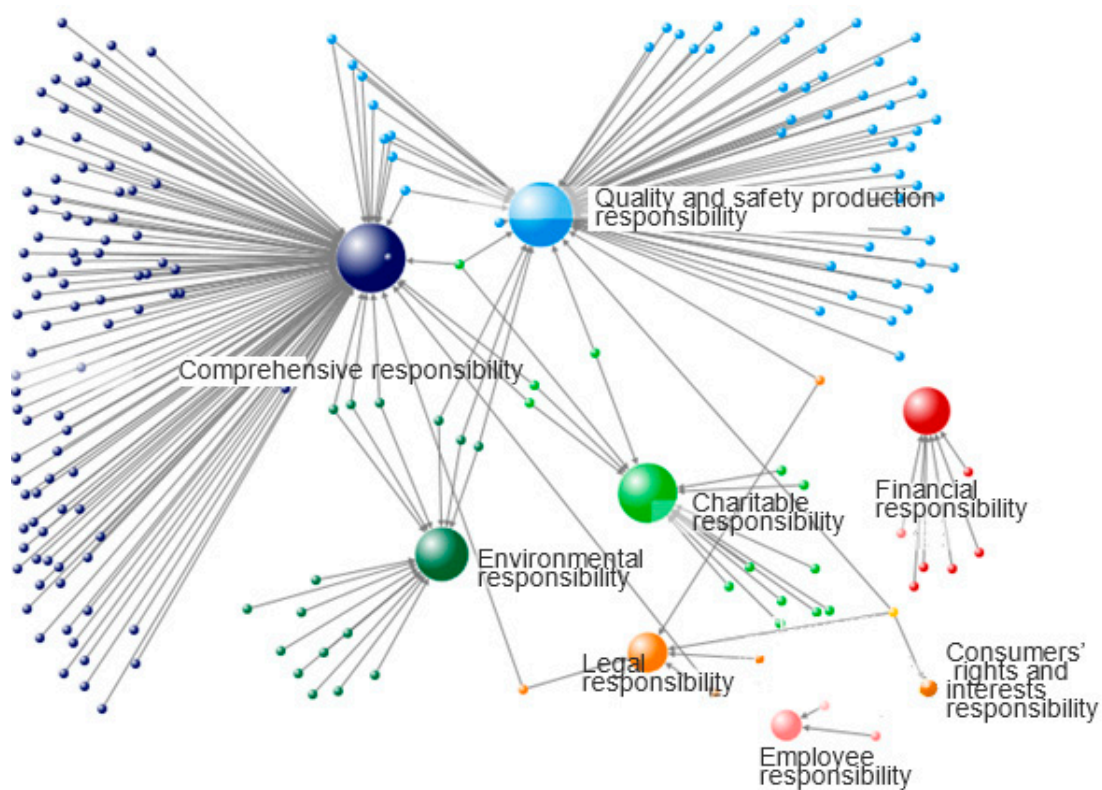 Quality and safety production
responsibility
Comprehensive responsibility
Financial
responsibility
Charitable
responsibility
Environmental
responsibility
Legal
responsibility
Consumers'
rights and
interests
responsibility
Employee
responsibility